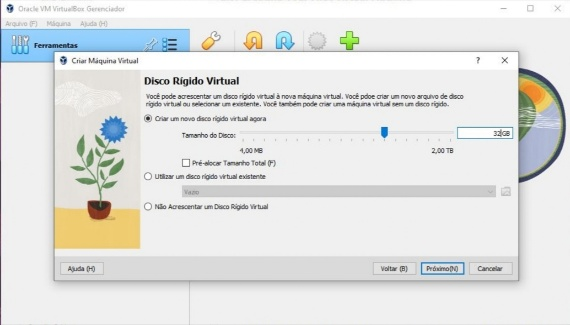 Oracle VM VirtualBox Gerenciador
Arquivo (F) Máquina Ajuda (H)
Ferramentas
Criar Máquina Virtual
Disco Rígido Virtual
Você pode acrescentar um disco rígido virtual à nova máquina virtual. Você pdoe criar um novo arquivo de disco
rígido virtual ou selecionar um existente. Você também pode criar uma máquina virtual sem um disco rígido.
Criar um novo disco rígido virtual agora
Tamanho do Disco:
32 GB
4,00 MB
2,00 TB
Pré-alocar Tamanho Total (F)
Utilizar um disco rígido virtual existente
Vazio
Não Acrescentar um Disco Rígido Virtual
Ajuda (H)
Voltar (B)
Próximo(N)
Cancelar